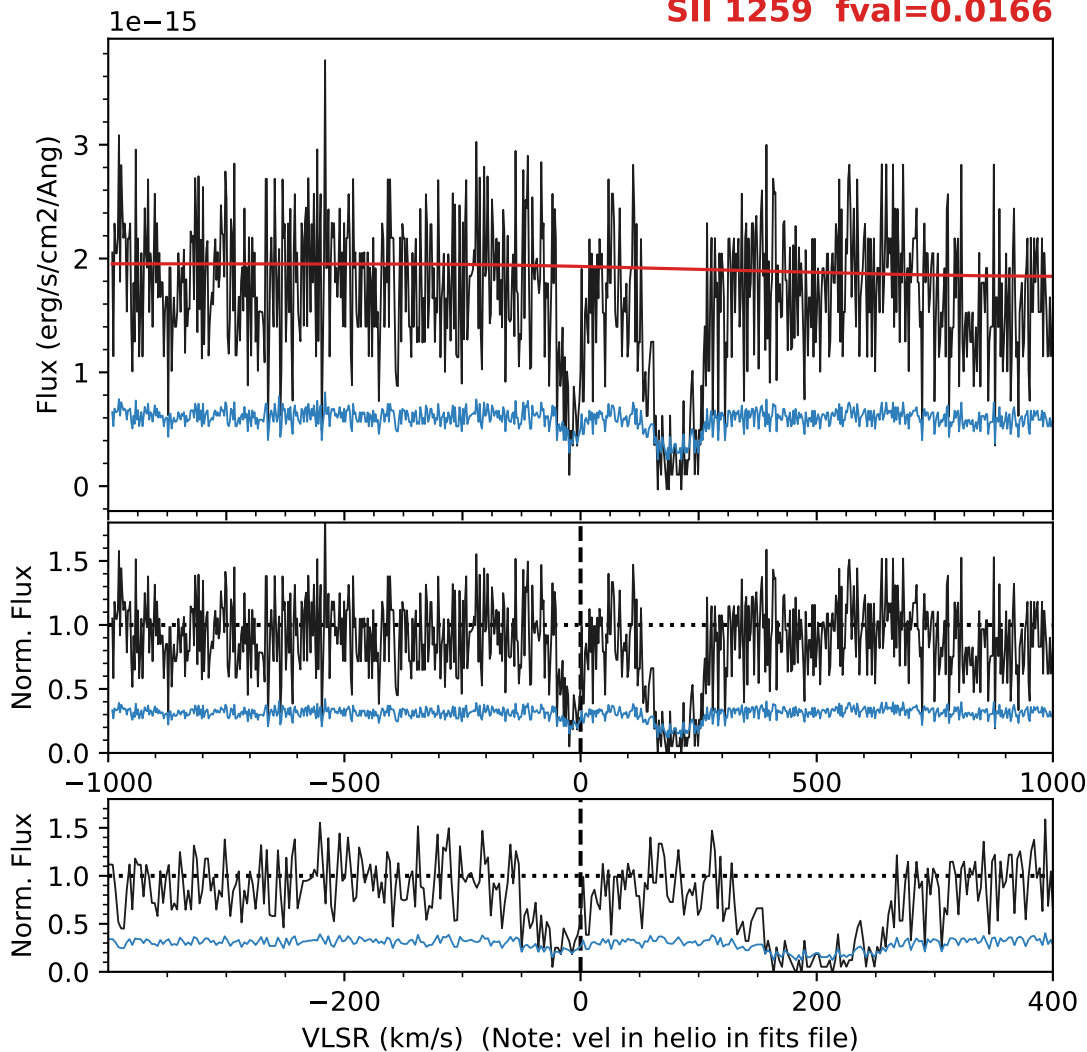 SII 1259 fval=0.0166
1e−15
3
2
1
0
Flux (erg/s/cm2/Ang)
1.5
1.0
0.5
0.0
Norm. Flux
−1000 −500 0 500 1000
1.5
1.0
0.5
0.0
Norm. Flux
−200 0 200 400
VLSR (km/s) (Note: vel in helio in fits file)